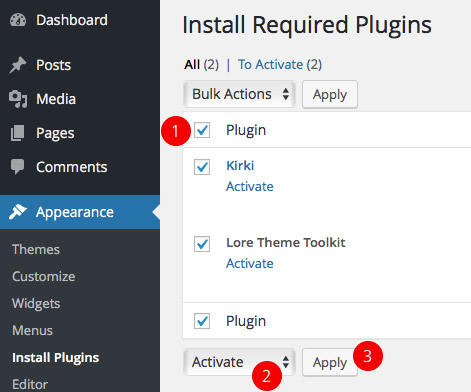 Dashboard
Posts
Media
Pages
Comments
Appearance
Themes
Customize
Widgets
Menus
Install Plugins
Editor
Install Required Plugins
All (2) | To Activate (2)
Bulk Actions Apply
1 Plugin
Kirki
Activate
Lore Theme Toolkit
Activate
Plugin
Activate 2 Apply 3